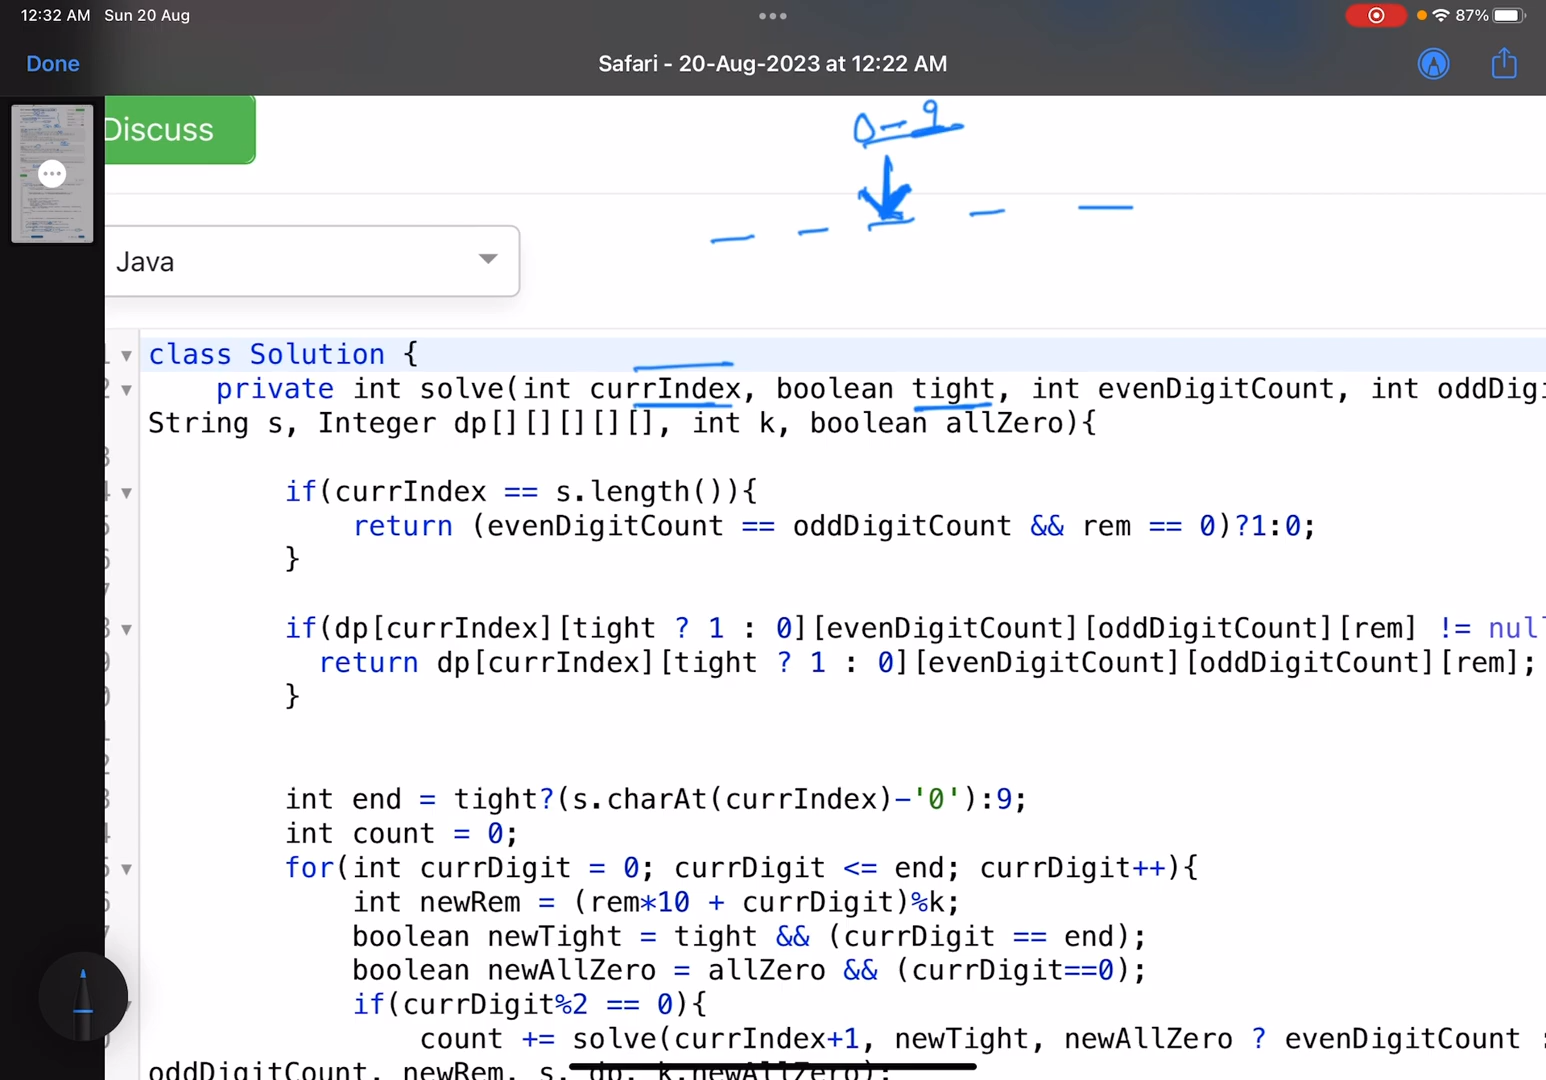 12:32 AM Sun 20 Aug
87%
Done
Safari - 20-Aug-2023 at 12:22 AM
0-9
Discuss
Java
class Solution {
private int solve(int currIndex, boolean tight, int evenDigitCount, int oddDigi
String s, Integer dp[][][][][], int k, boolean allZero){
if(currIndex == s.length()){
return (evenDigitCount == oddDigitCount && rem == 0)?1:0;
}
if(dp[currIndex][tight ? 1 : 0][evenDigitCount][oddDigitCount][rem] != null
return dp[currIndex][tight ? 1 : 0][evenDigitCount][oddDigitCount][rem];
}
int end = tight?(s.charAt(currIndex)-'0'):9;
int count = 0;
for(int currDigit = 0; currDigit <= end; currDigit++){
int newRem = (rem*10 + currDigit)%k;
boolean newTight = tight && (currDigit == end);
boolean newAllZero = allZero && (currDigit==0);
if(currDigit%2 == 0){
count += solve(currIndex+1, newTight, newAllZero ? evenDigitCount :
oddDigitCount, newRem, s, dp, k,newAllZero);